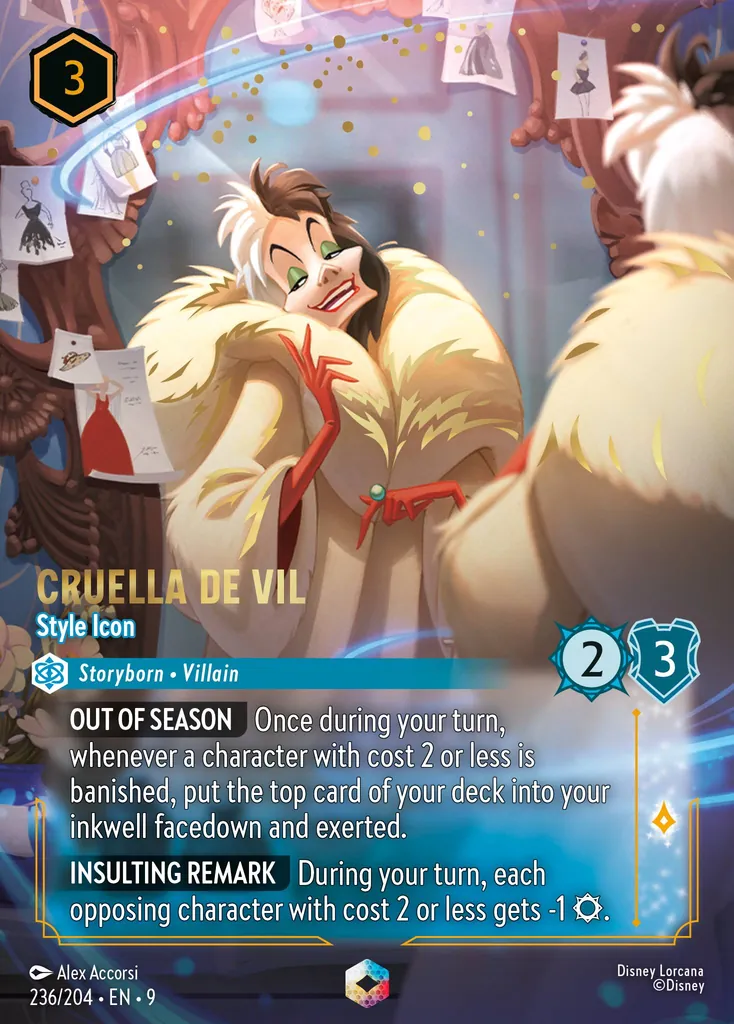 3
CRUELLA DE VIL
Style Icon
Storyborn • Villain
2
3
OUT OF SEASON Once during your turn,
whenever a character with cost 2 or less is
banished, put the top card of your deck into your
inkwell facedown and exerted.
INSULTING REMARK During your turn, each
opposing character with cost 2 or less gets -1 .
Alex Accorsi
236/204 • EN • 9
Disney Lorcana
©Disney